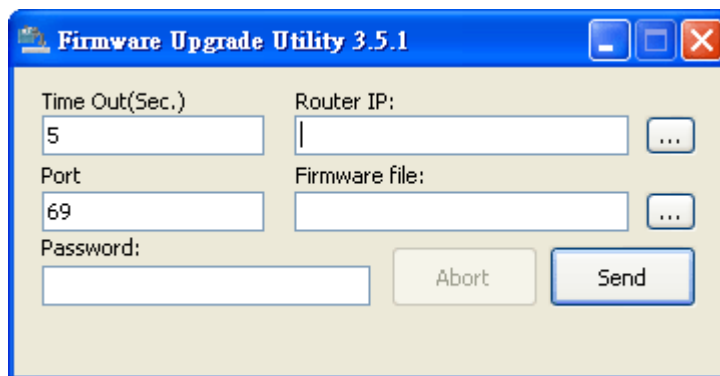 Firmware Upgrade Utility 3.5.1
Time Out(Sec.) Router IP:
5 ...
Port Firmware file:
69 ...
Password:
Abort Send